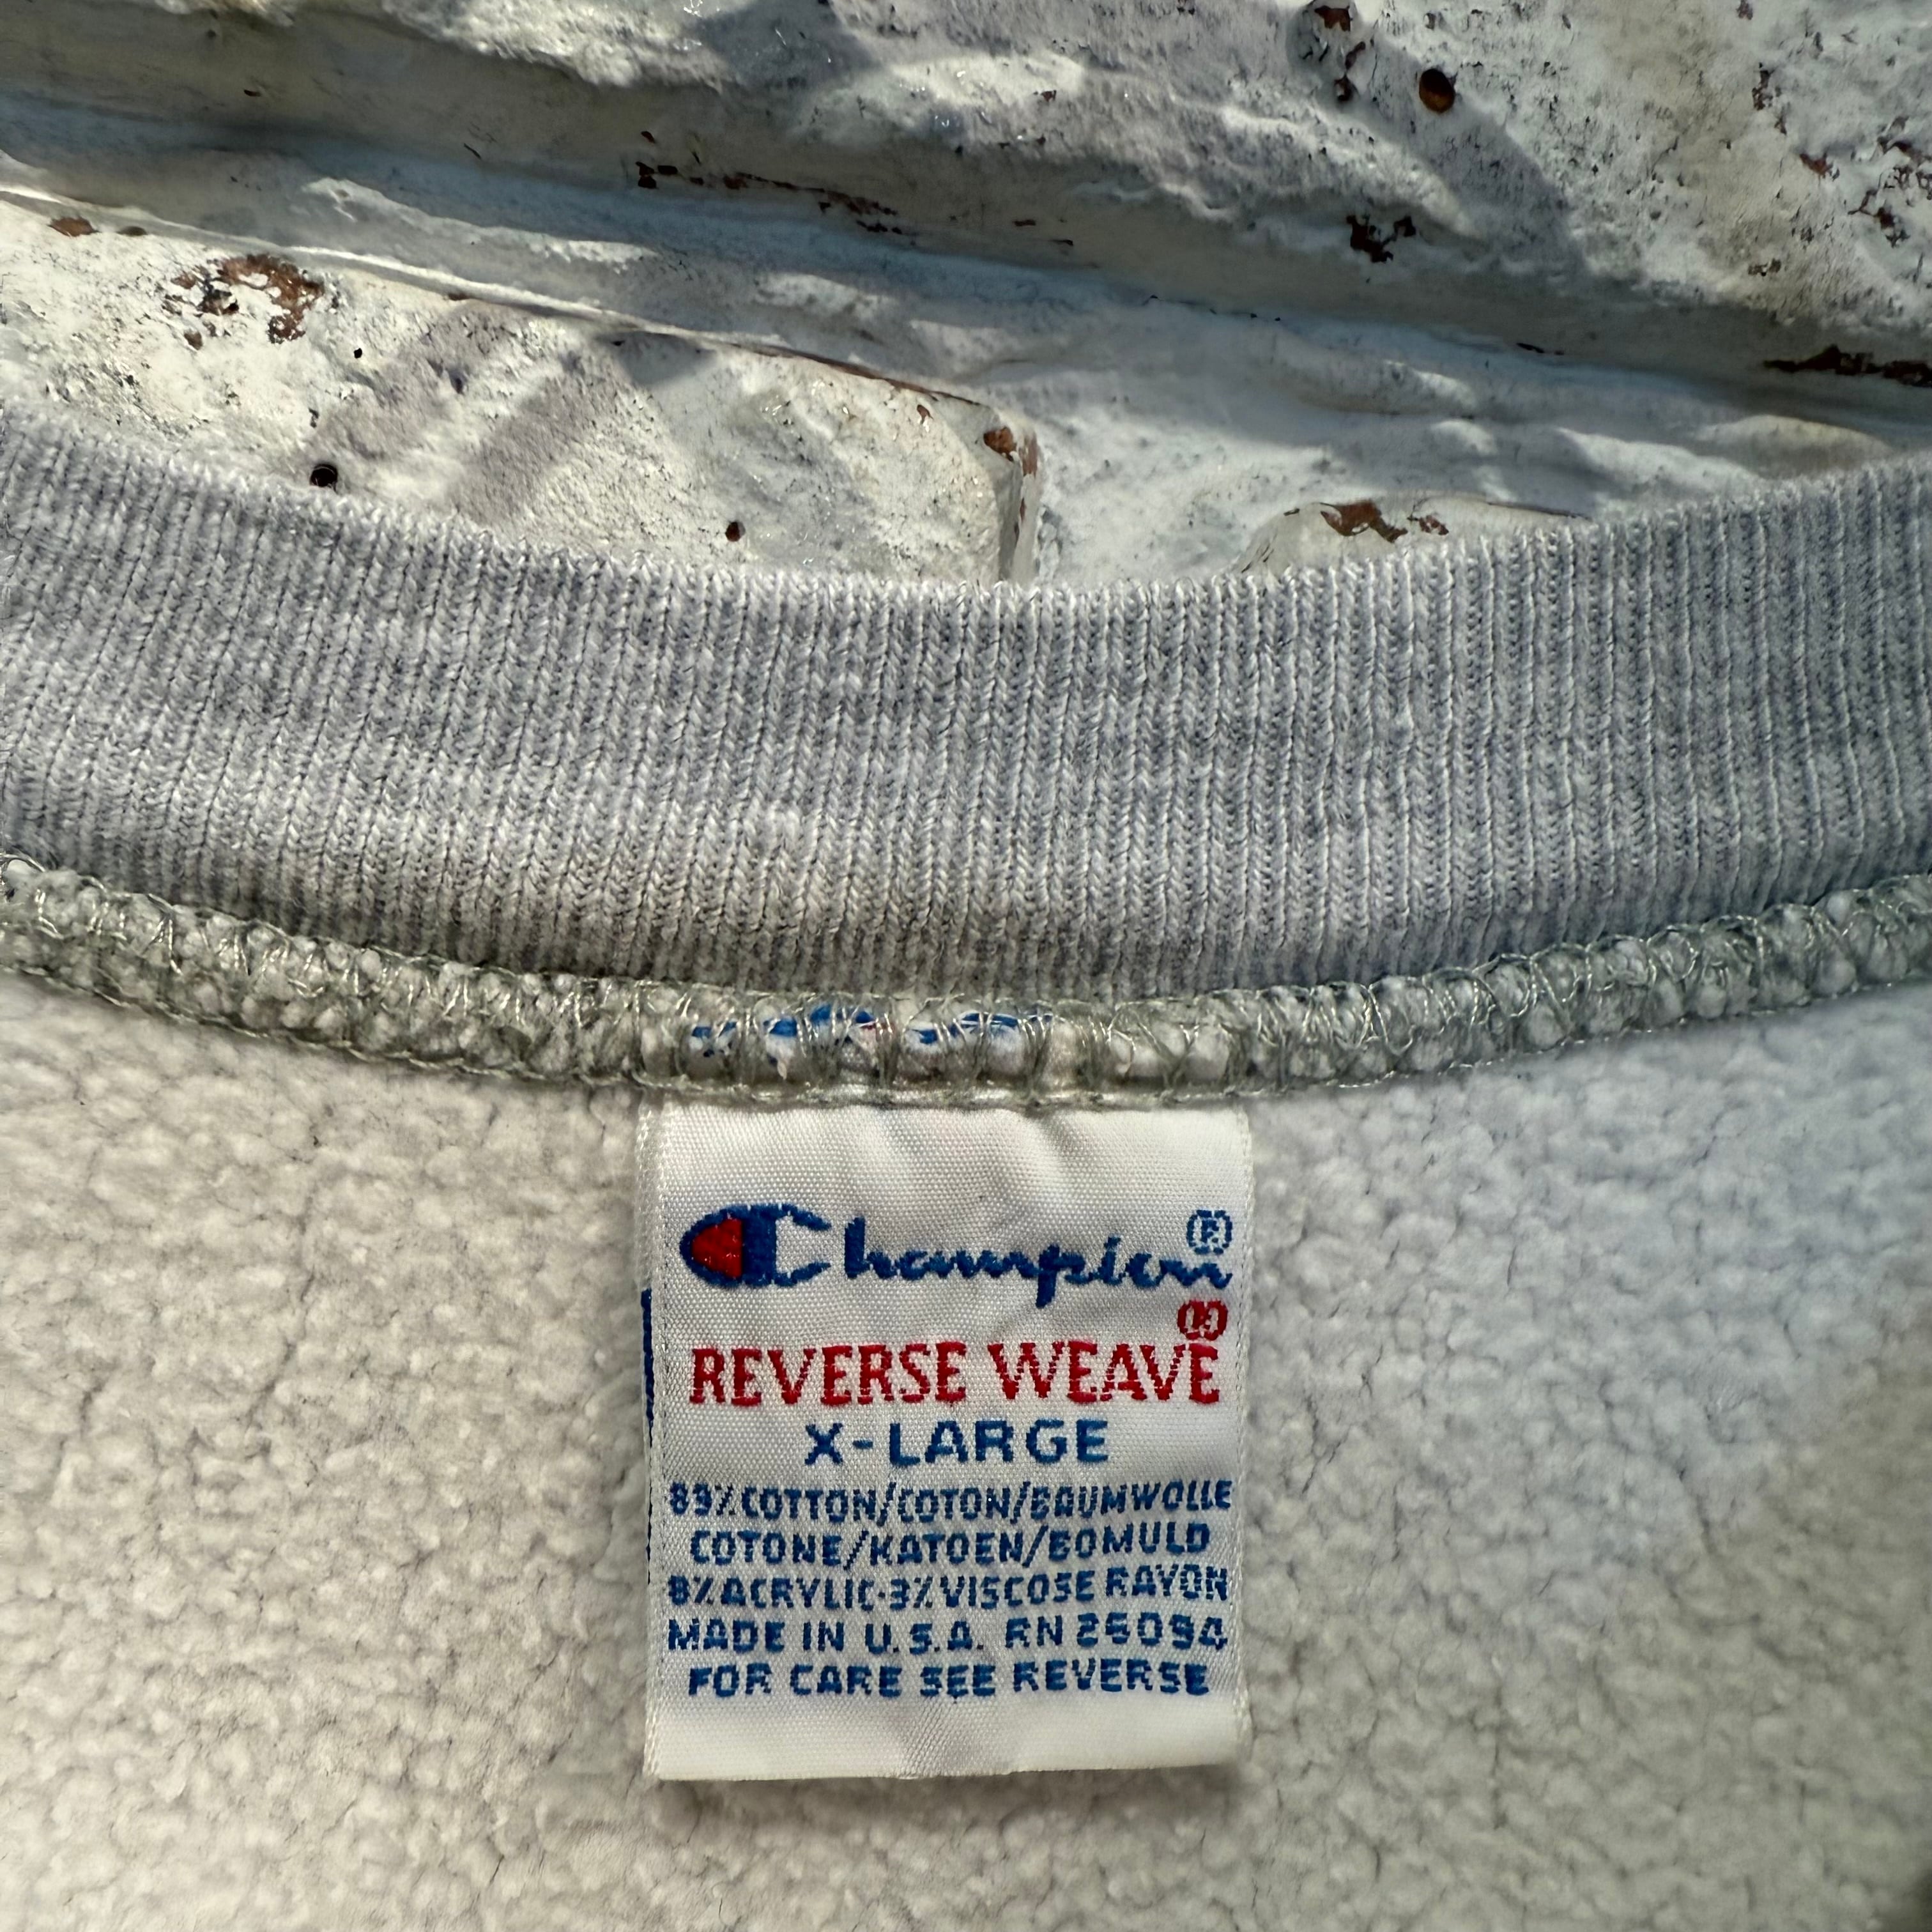 Champion®
®
REVERSE WEAVE
X-LARGE
89% COTTON/COTON/BAUMWOLLE
COTONE/KATOEN/BOMULD
8% ACRYLIC-3% VISCOSE RAYON
MADE IN U.S.A. RN 26094
FOR CARE SEE REVERSE